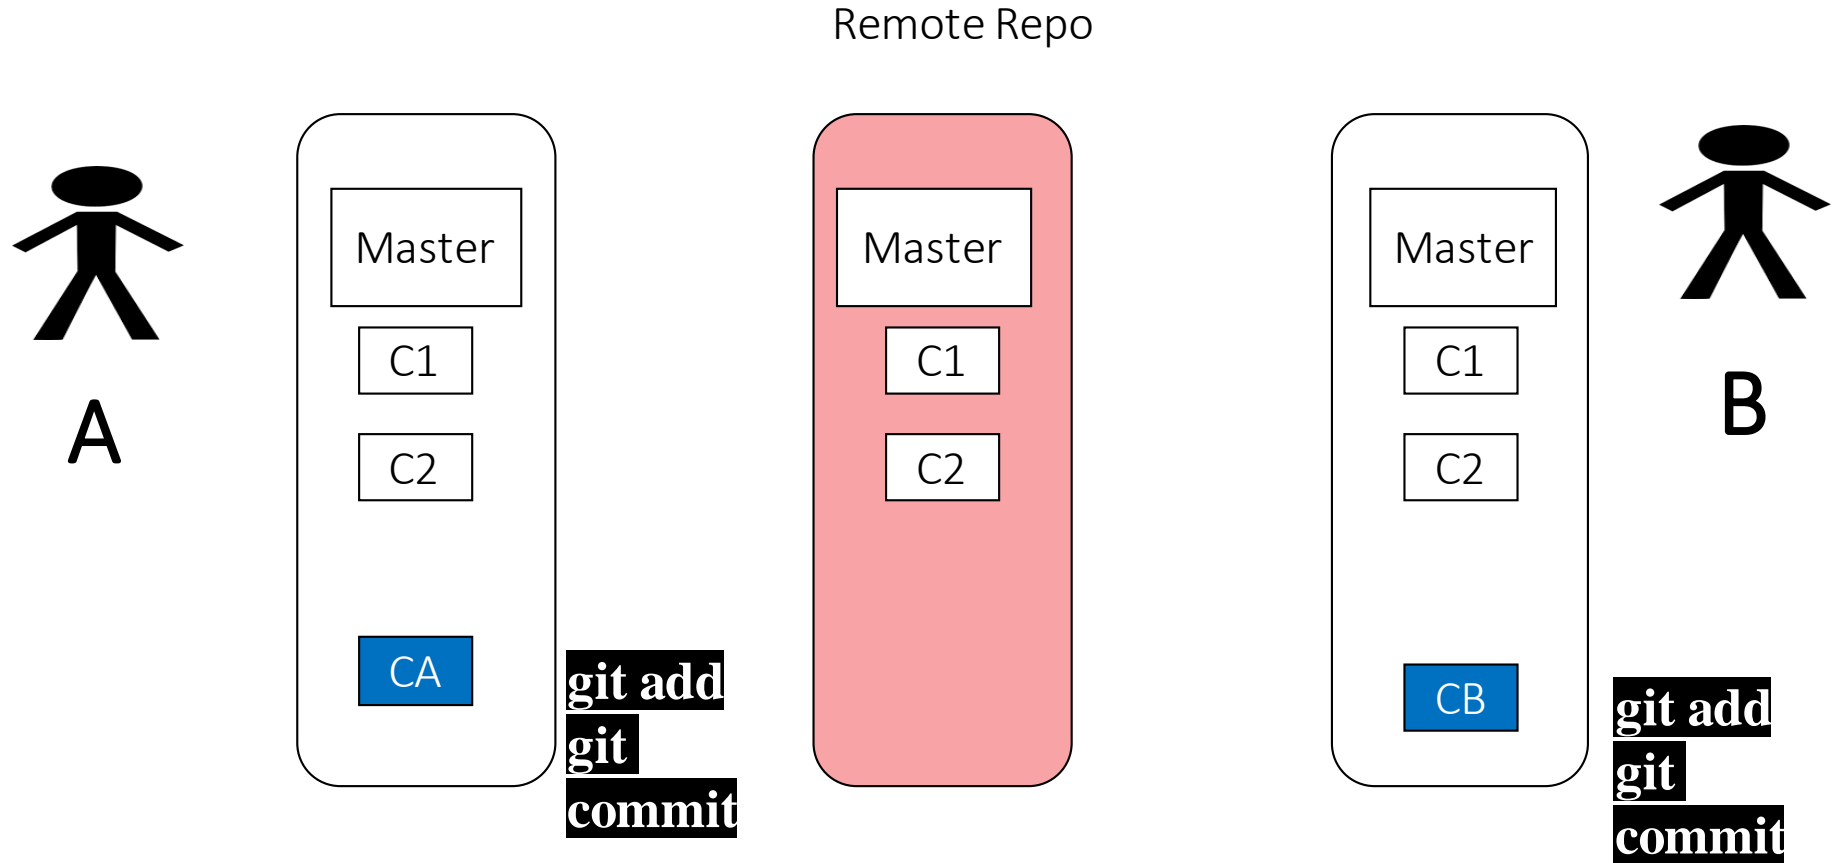 Remote Repo
Master
C1
C2
CA
git add
git
commit
A
Master
C1
C2
Master
C1
C2
CB
git add
git
commit
B